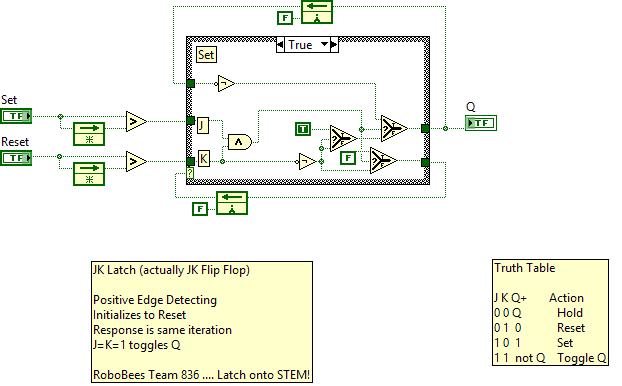 F
True
Set
Set
TF
J
Reset
TF
K
T
F
?
?
?
?
Q
TF
F
JK Latch (actually JK Flip Flop)
Positive Edge Detecting
Initializes to Reset
Response is same iteration
J=K=1 toggles Q
RoboBees Team 836 .... Latch onto STEM!
Truth Table
J K Q+ Action
0 0 Q Hold
0 1 0 Reset
1 0 1 Set
1 1 not Q Toggle Q